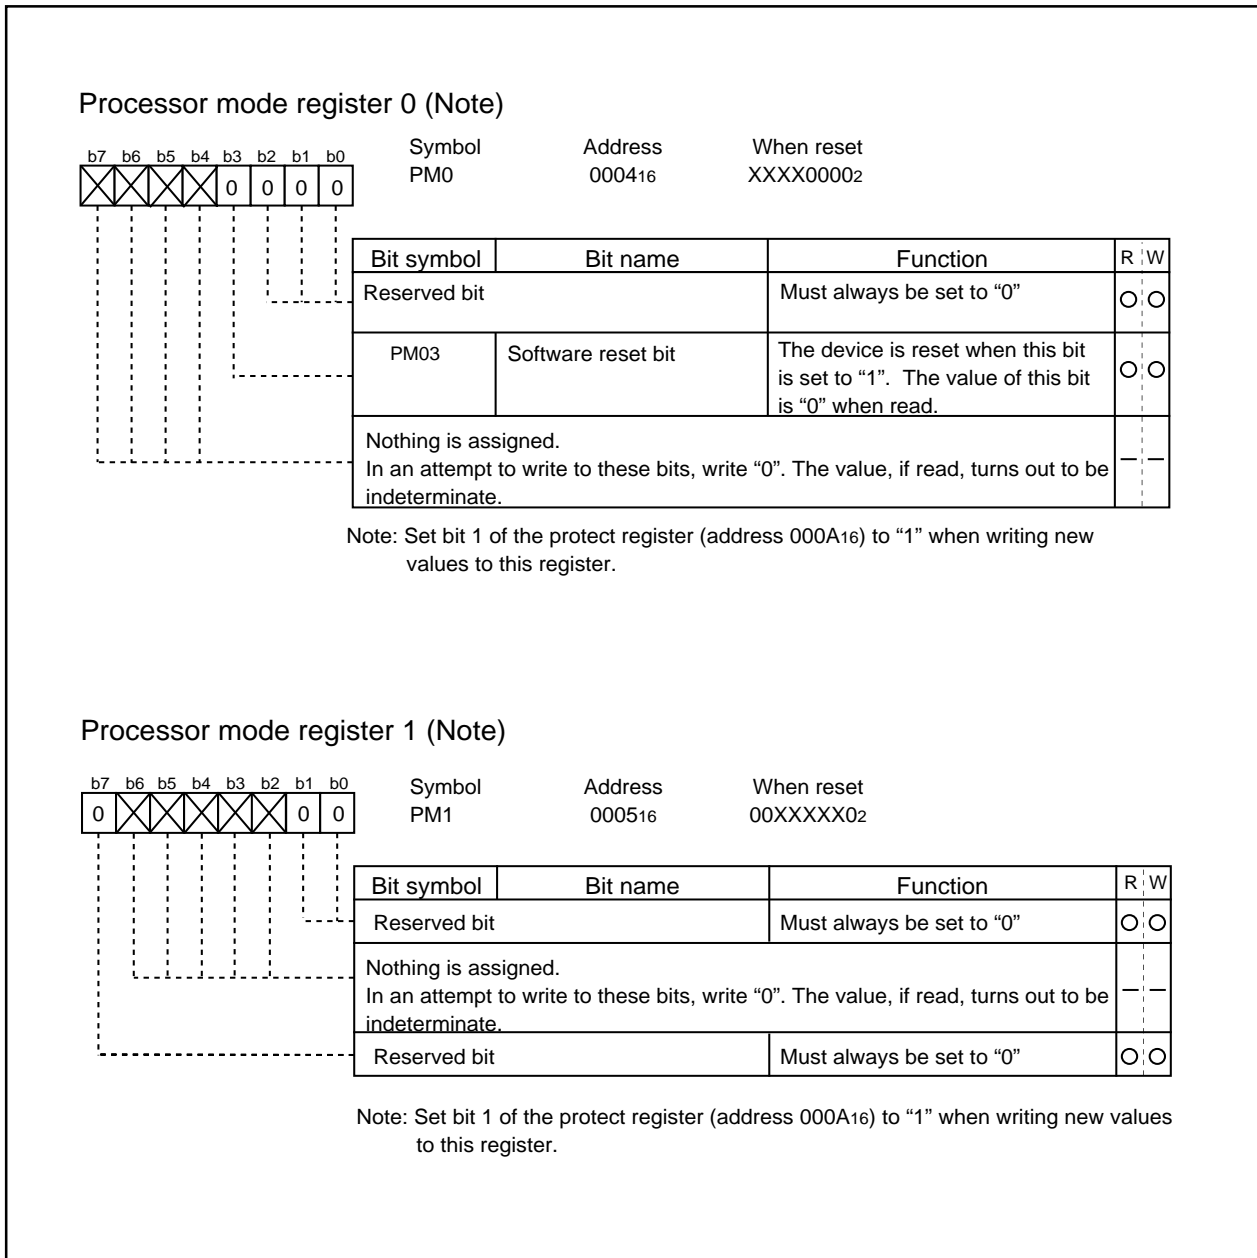 Processor mode register 0 (Note)
Symbol Address When reset
b7 b6 b5 b4 b3 b2 b1 b0
PM0 000416 XXXX00002
0 0 0 0
Bit symbol Bit name Function R W
Reserved bit Must always be set to “0”
PM03 Software reset bit The device is reset when this bit
is set to “1”. The value of this bit
is “0” when read.
Nothing is assigned.
In an attempt to write to these bits, write “0”. The value, if read, turns out to be
indeterminate.
Note: Set bit 1 of the protect register (address 000A16) to “1” when writing new
values to this register.
Processor mode register 1 (Note)
b7 b6 b5 b4 b3 b2 b1 b0
Symbol Address When reset
0 0 0
PM1 000516 00XXXXX02
Bit symbol Bit name Function R W
Reserved bit Must always be set to “0”
Nothing is assigned.
In an attempt to write to these bits, write “0”. The value, if read, turns out to be
indeterminate.
Reserved bit Must always be set to “0”
Note: Set bit 1 of the protect register (address 000A16) to “1” when writing new values
to this register.